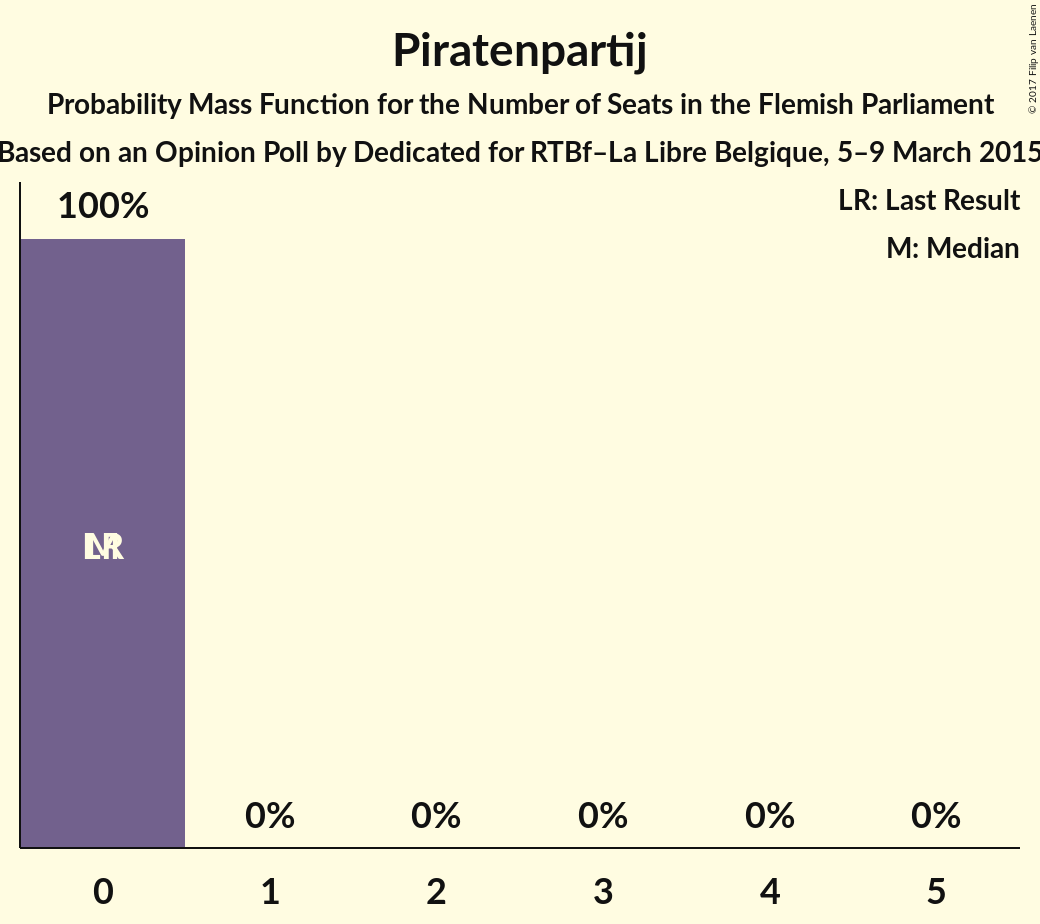 Piratenpartij
Probability Mass Function for the Number of Seats in the Flemish Parliament
Based on an Opinion Poll by Dedicated for RTBf–La Libre Belgique, 5–9 March 2015
© 2017 Filip van Laenen
LR: Last Result
M: Median
100%
LR
M
0% 0% 0% 0% 0%
0 1 2 3 4 5